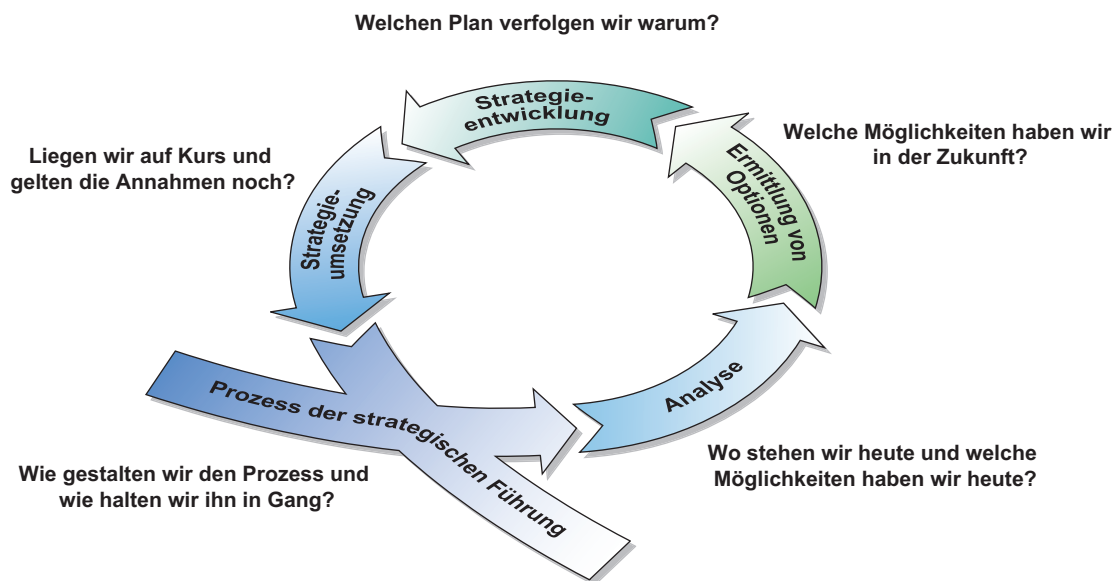 Welchen Plan verfolgen wir warum?
Strategie-
entwicklung
Welche Möglichkeiten haben wir
in der Zukunft?
Ermittlung von
Optionen
Liegen wir auf Kurs und
gelten die Annahmen noch?
Strategie-
umsetzung
Analyse
Prozess der strategischen Führung
Wo stehen wir heute und welche
Möglichkeiten haben wir heute?
Wie gestalten wir den Prozess und
wie halten wir ihn in Gang?